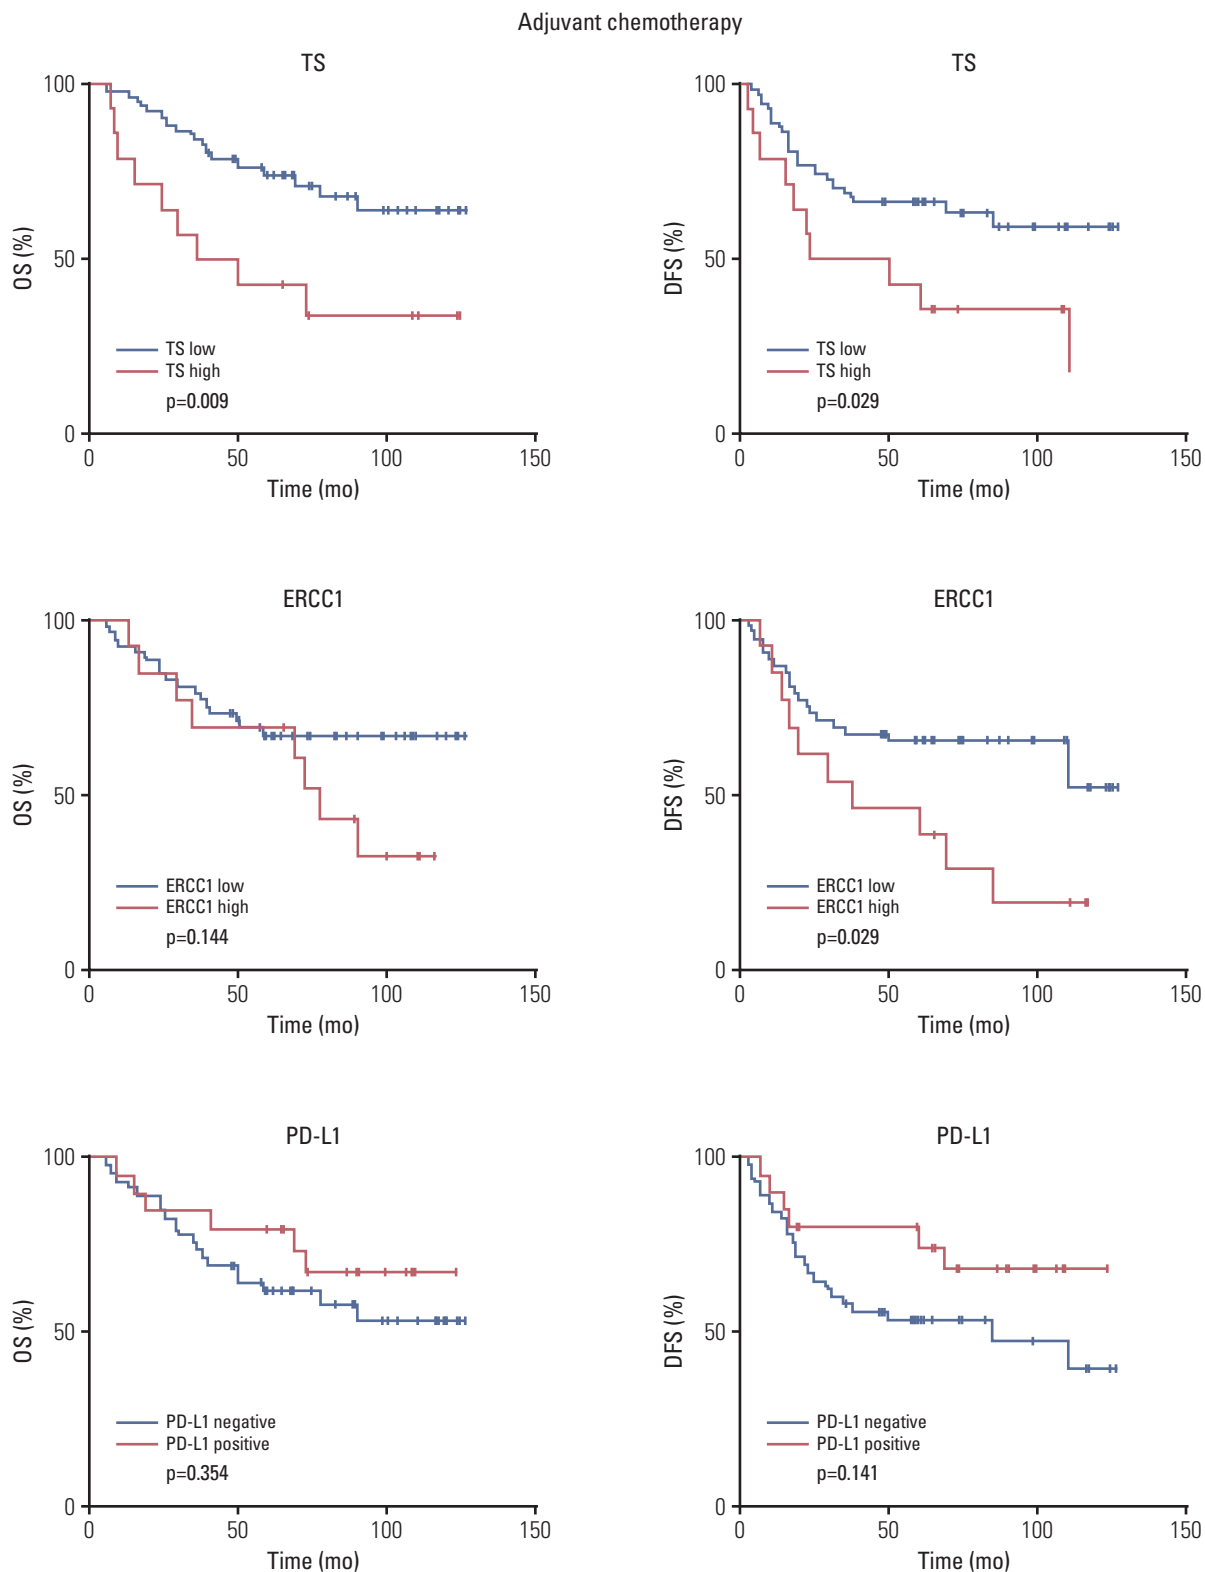 Adjuvant chemotherapy
TS
100
50
0
OS (%)
TS low
TS high
p=0.009
0 50 100 150
Time (mo)
TS
100
50
0
DFS (%)
TS low
TS high
p=0.029
0 50 100 150
Time (mo)
ERCC1
100
50
0
OS (%)
ERCC1 low
ERCC1 high
p=0.144
0 50 100 150
Time (mo)
ERCC1
100
50
0
DFS (%)
ERCC1 low
ERCC1 high
p=0.029
0 50 100 150
Time (mo)
PD-L1
100
50
0
OS (%)
PD-L1 negative
PD-L1 positive
p=0.354
0 50 100 150
Time (mo)
PD-L1
100
50
0
DFS (%)
PD-L1 negative
PD-L1 positive
p=0.141
0 50 100 150
Time (mo)